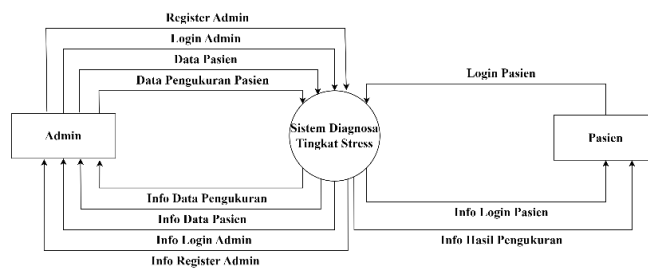 Register Admin
Login Admin
Data Pasien
Data Pengukuran Pasien
Login Pasien
Admin
Sistem Diagnosa
Tingkat Stress
Pasien
Info Data Pengukuran
Info Data Pasien
Info Login Admin
Info Register Admin
Info Login Pasien
Info Hasil Pengukuran